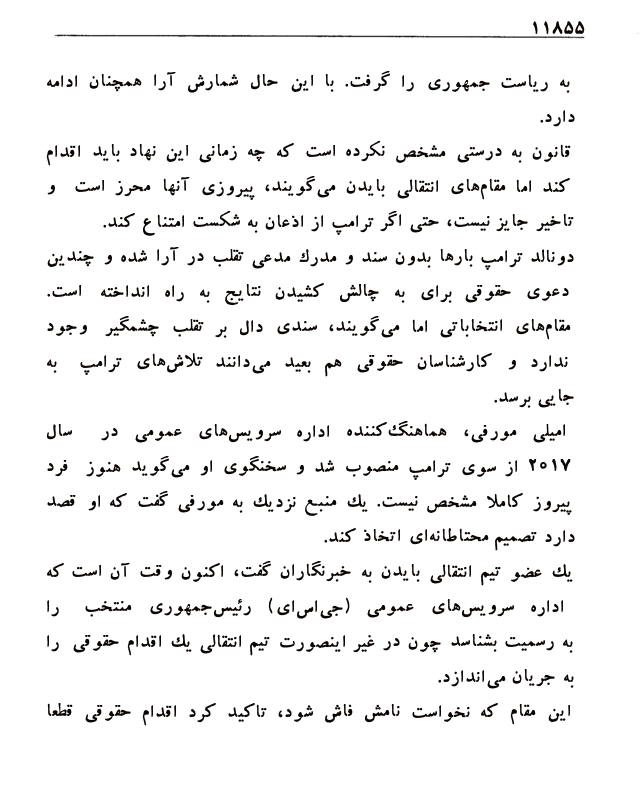 ۱۱۸۵۵
به ریاست جمهوری را گرفت. با این حال شمارش آرا همچنان ادامه
دارد.
قانون به درستی مشخص نکرده است که چه زمانی این نهاد باید اقدام
کند اما مقام‌های انتقالی بایدن می‌گویند، پیروزی آنها محرز است و
تاخیر جایز نیست، حتی اگر ترامپ از اذعان به شکست امتناع کند.
دونالد ترامپ بارها بدون سند و مدرك مدعی تقلب در آرا شده و چندین
دعوی حقوقی برای به چالش کشیدن نتایج به راه انداخته است.
مقام‌های انتخاباتی اما می‌گویند، سندی دال بر تقلب چشمگیر وجود
ندارد و کارشناسان حقوقی هم بعید می‌دانند تلاش‌های ترامپ به
جایی برسد.
امیلی مورفی، هماهنگ‌کننده اداره سرویس‌های عمومی در سال
۲۰۱۷ از سوی ترامپ منصوب شد و سخنگوی او می‌گوید هنوز فرد
پیروز کاملا مشخص نیست. يك منبع نزديك به مورفی گفت که او قصد
دارد تصمیم محتاطانه‌ای اتخاذ کند.
يك عضو تیم انتقالی بایدن به خبرنگاران گفت، اکنون وقت آن است که
اداره سرویس‌های عمومی (جی‌اس‌ای) رئیس‌جمهوری منتخب را
به رسمیت بشناسد چون در غیر اینصورت تیم انتقالی يك اقدام حقوقی را
به جریان می‌اندازد.
این مقام که نخواست نامش فاش شود، تاکید کرد اقدام حقوقی قطعا